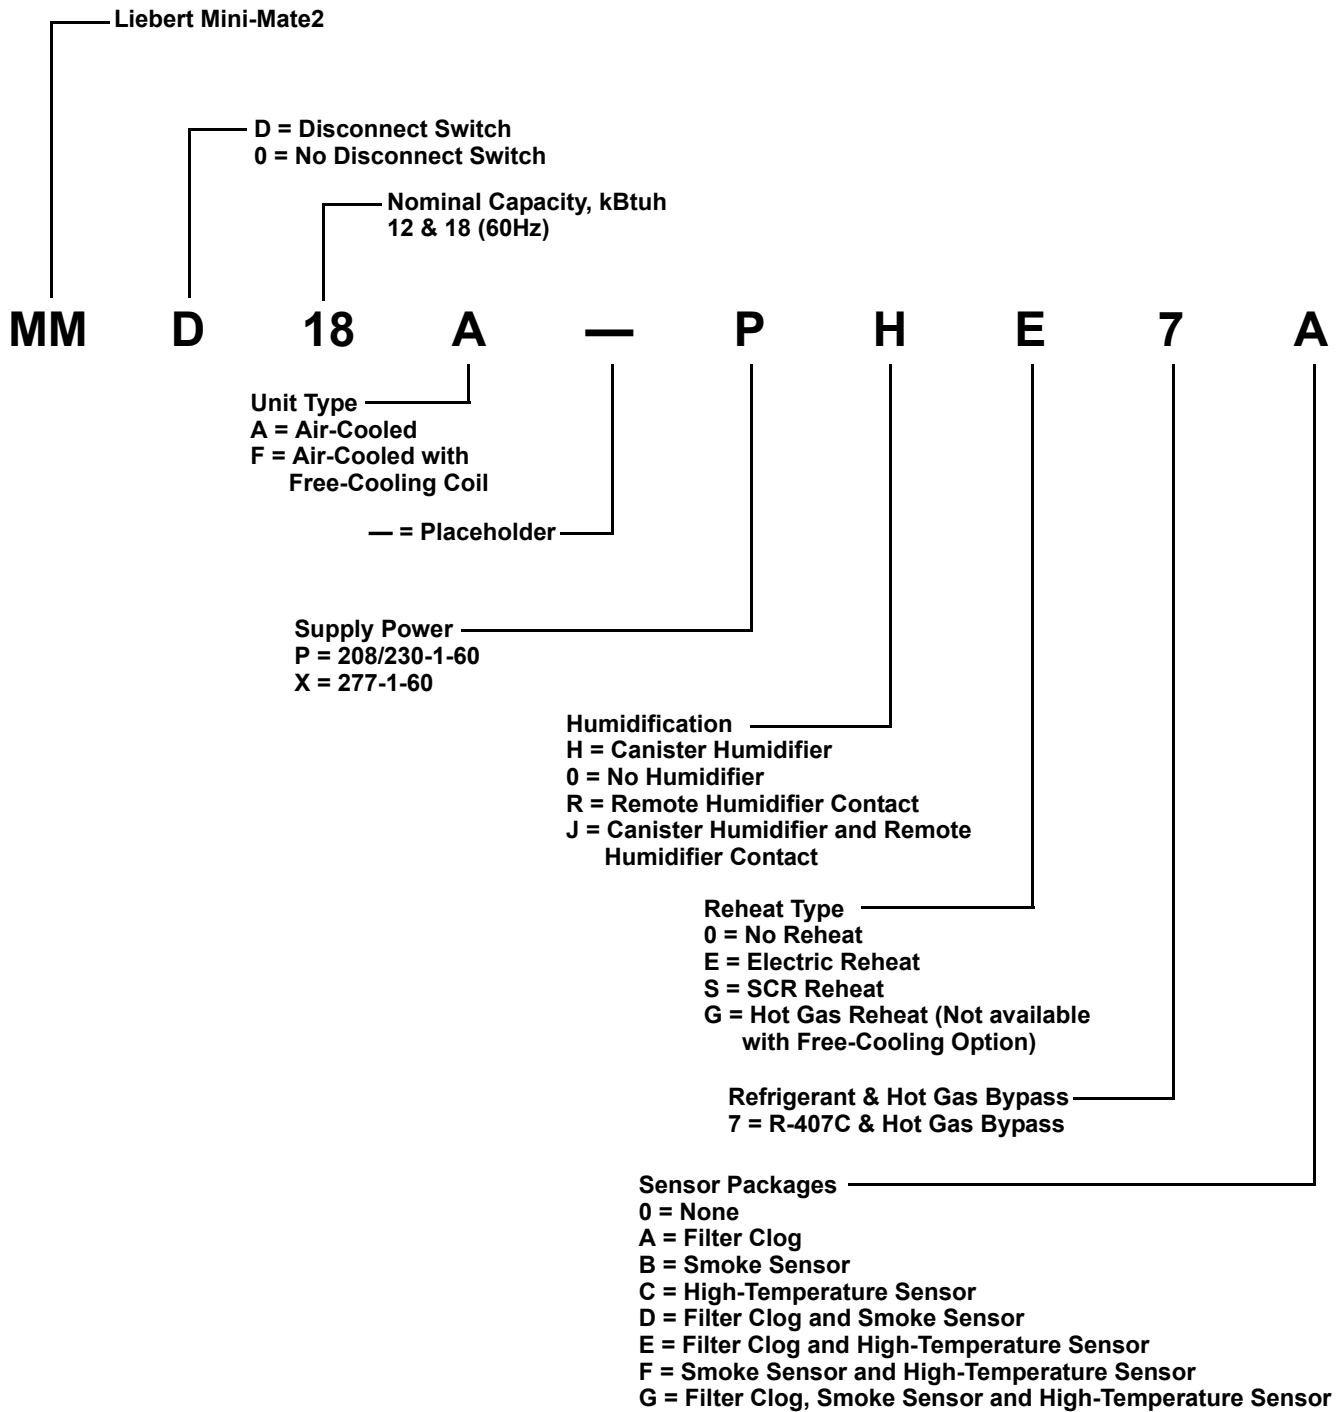 Liebert Mini-Mate2
D = Disconnect Switch
0 = No Disconnect Switch
Nominal Capacity, kBtuh
12 & 18 (60Hz)
MM D 18 A — P H E 7 A
Unit Type
A = Air-Cooled
F = Air-Cooled with
Free-Cooling Coil
— = Placeholder
Supply Power
P = 208/230-1-60
X = 277-1-60
Humidification
H = Canister Humidifier
0 = No Humidifier
R = Remote Humidifier Contact
J = Canister Humidifier and Remote
Humidifier Contact
Reheat Type
0 = No Reheat
E = Electric Reheat
S = SCR Reheat
G = Hot Gas Reheat (Not available
with Free-Cooling Option)
Refrigerant & Hot Gas Bypass
7 = R-407C & Hot Gas Bypass
Sensor Packages
0 = None
A = Filter Clog
B = Smoke Sensor
C = High-Temperature Sensor
D = Filter Clog and Smoke Sensor
E = Filter Clog and High-Temperature Sensor
F = Smoke Sensor and High-Temperature Sensor
G = Filter Clog, Smoke Sensor and High-Temperature Sensor